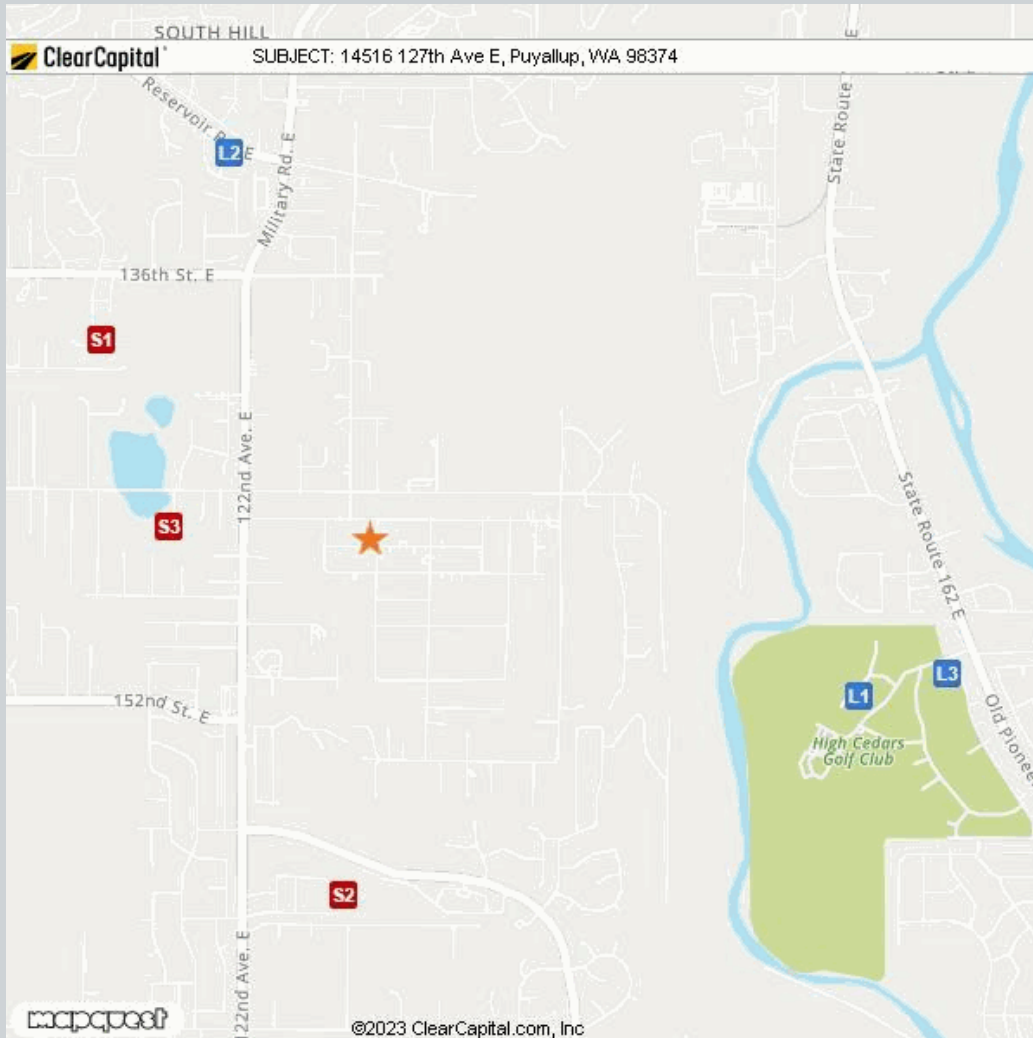 SOUTH HILL
ClearCapital
SUBJECT: 14516 127th Ave E, Puyallup, WA 98374
Reservoir Rd E
L2
Military Rd. E
State Route
E
136th St. E
S1
122nd Ave. E
S3
State Route 162 E
152nd St. E
L1
L3
High Cedars
Golf Club
Old Pioneer
S2
122nd Ave. E
mapquest
©2023 ClearCapital.com, Inc